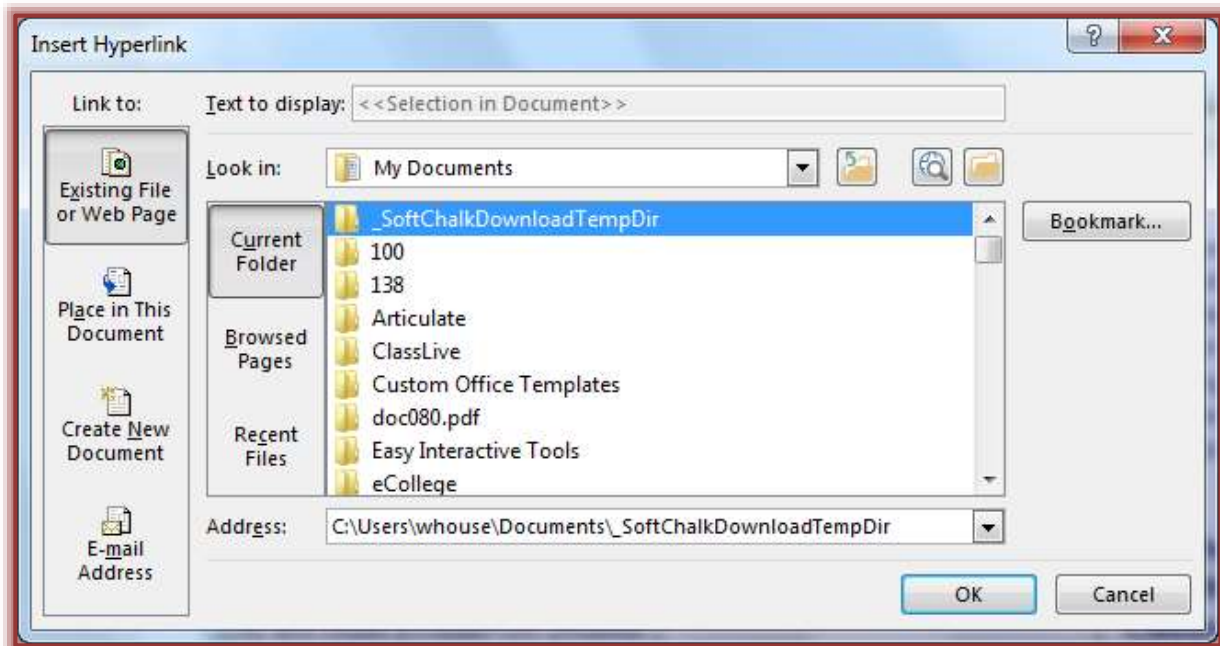 Insert Hyperlink
Link to:
Text to display:
<<Selection in Document>>
Existing File
or Web Page
Place in This
Document
Create New
Document
E-mail
Address
Look in:
My Documents
Current
Folder
Browsed
Pages
Recent
Files
_SoftChalkDownloadTempDir
100
138
Articulate
ClassLive
Custom Office Templates
doc080.pdf
Easy Interactive Tools
eCollege
Bookmark...
Address:
C:\Users\whouse\Documents\_SoftChalkDownloadTempDir
OK
Cancel